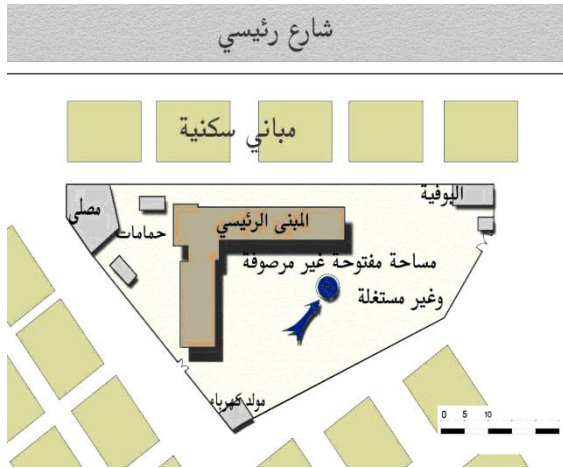 شارع رئيسي
مباني سكنية
البوفية
مصلى
المبنى الرئيسي
حمامات
مساحة مفتوحة غير مرصوفة
وغير مستغلة
مولد كهرباء
0 5 10